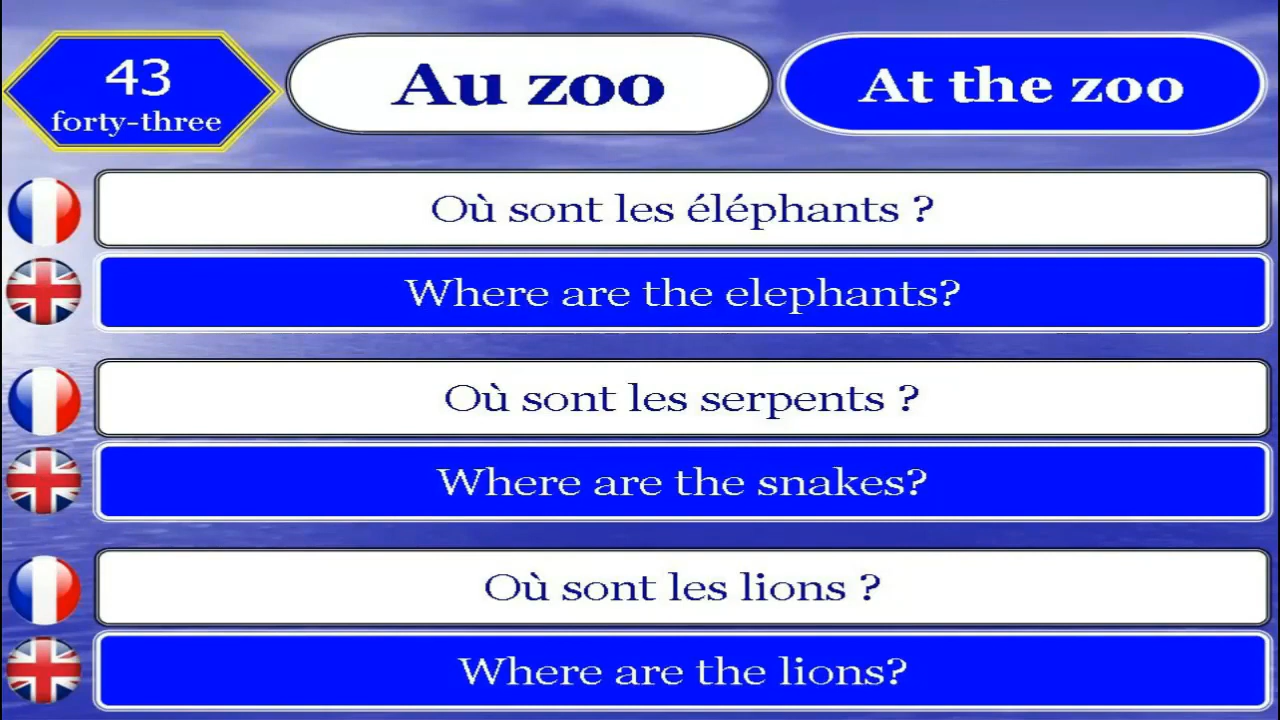 43
forty-three
Au zoo
At the zoo
Où sont les éléphants ?
Where are the elephants?
Où sont les serpents ?
Where are the snakes?
Où sont les lions ?
Where are the lions?